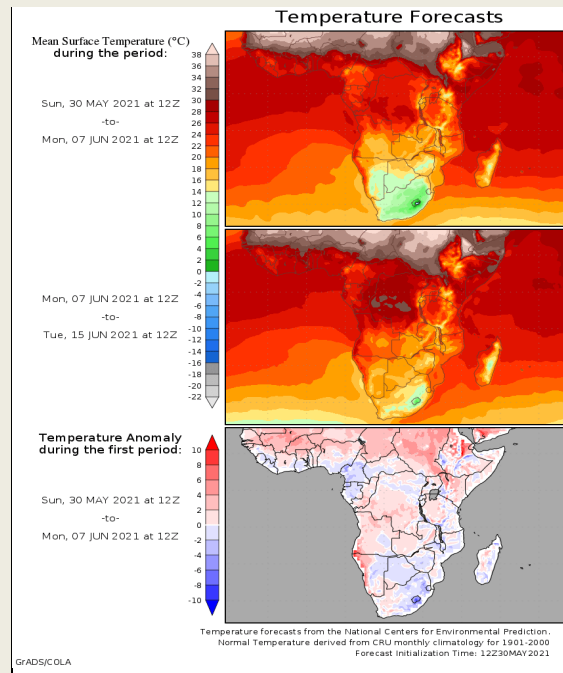 Temperature Forecasts
Mean Surface Temperature (°C)
during the period:
Sun, 30 MAY 2021 at 12Z
-to-
Mon, 07 JUN 2021 at 12Z
38
36
34
32
30
28
26
24
22
20
18
16
14
12
10
8
6
4
2
0
-2
-4
-6
-8
-10
-12
-14
-16
-18
-20
-22
Mon, 07 JUN 2021 at 12Z
-to-
Tue, 15 JUN 2021 at 12Z
Temperature Anomaly
during the first period:
Sun, 30 MAY 2021 at 12Z
-to-
Mon, 07 JUN 2021 at 12Z
10
8
6
4
2
0
-2
-4
-6
-8
-10
Temperature forecasts from the National Centers for Environmental Prediction.
Normal Temperature derived from CRU monthly climatology for 1901-2000
Forecast Initialization Time: 12Z30MAY2021
GrADS/COLA